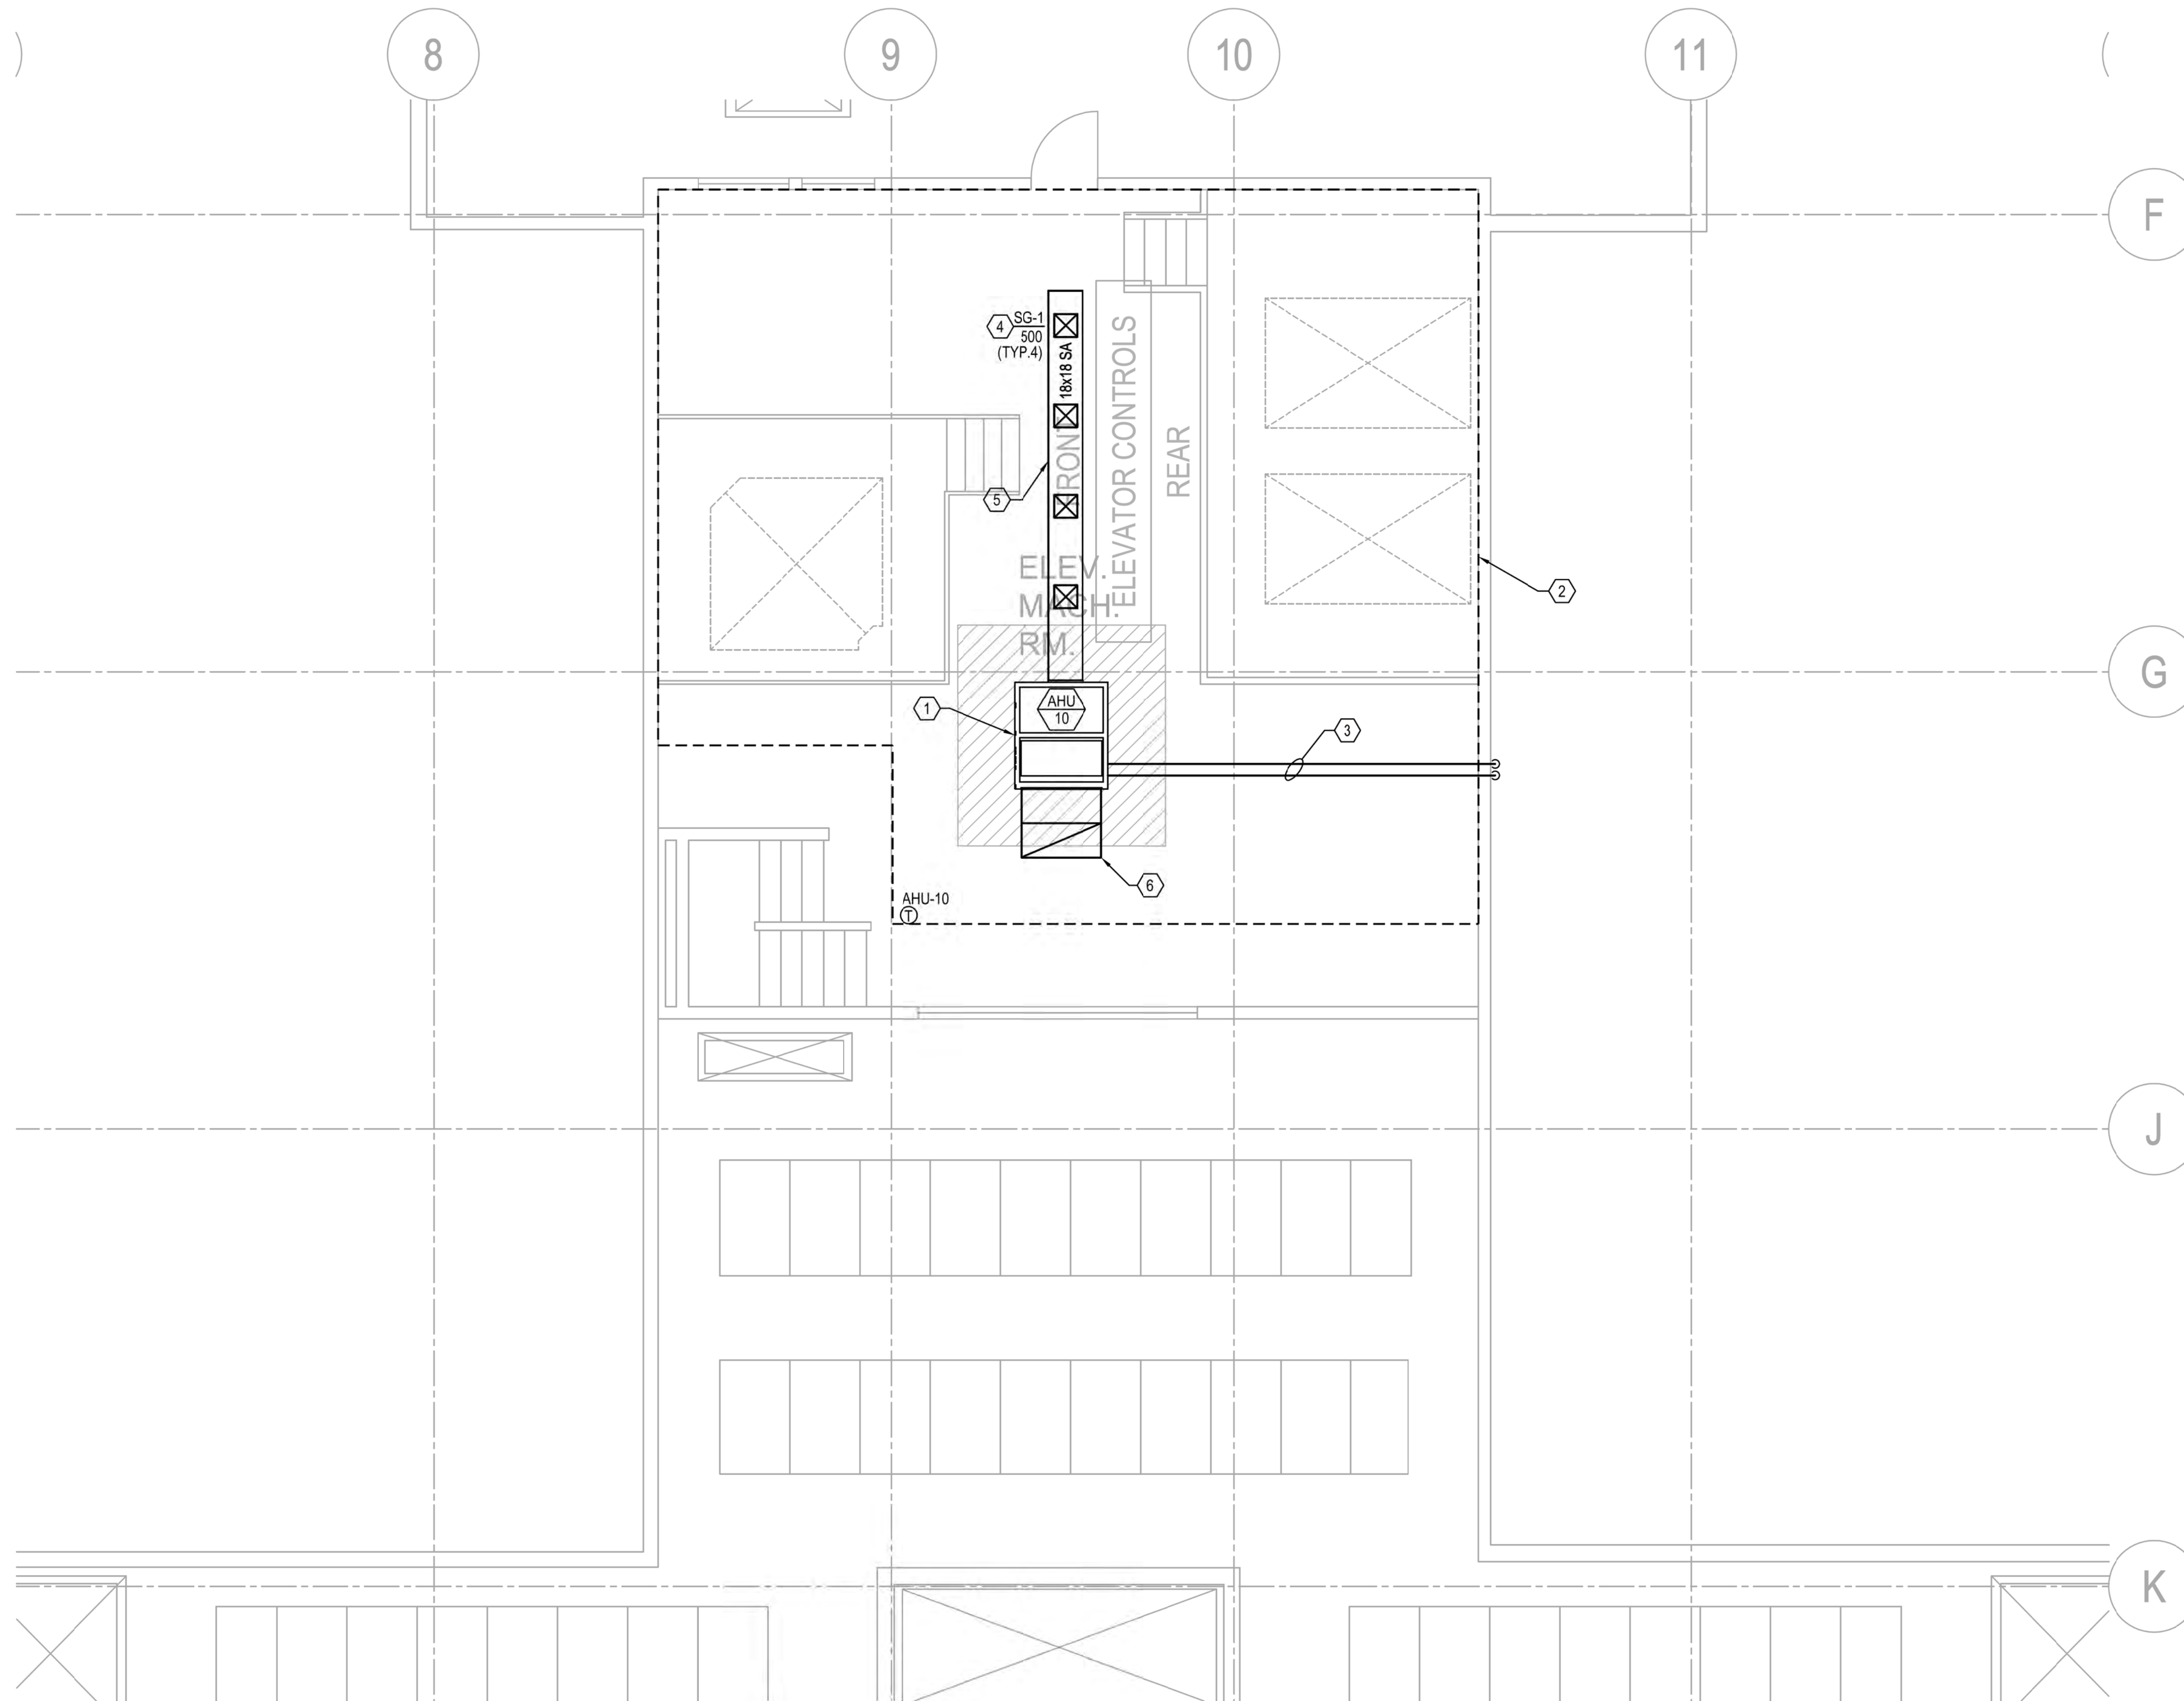 8
9
10
11
F
4
SG-1
500
(TYP.4)
18x18 SA
ELEVATOR CONTROLS
FRONT
REAR
5
ELEV.
MACH.
RM.
2
G
1
AHU
10
3
6
AHU-10
T
J
K